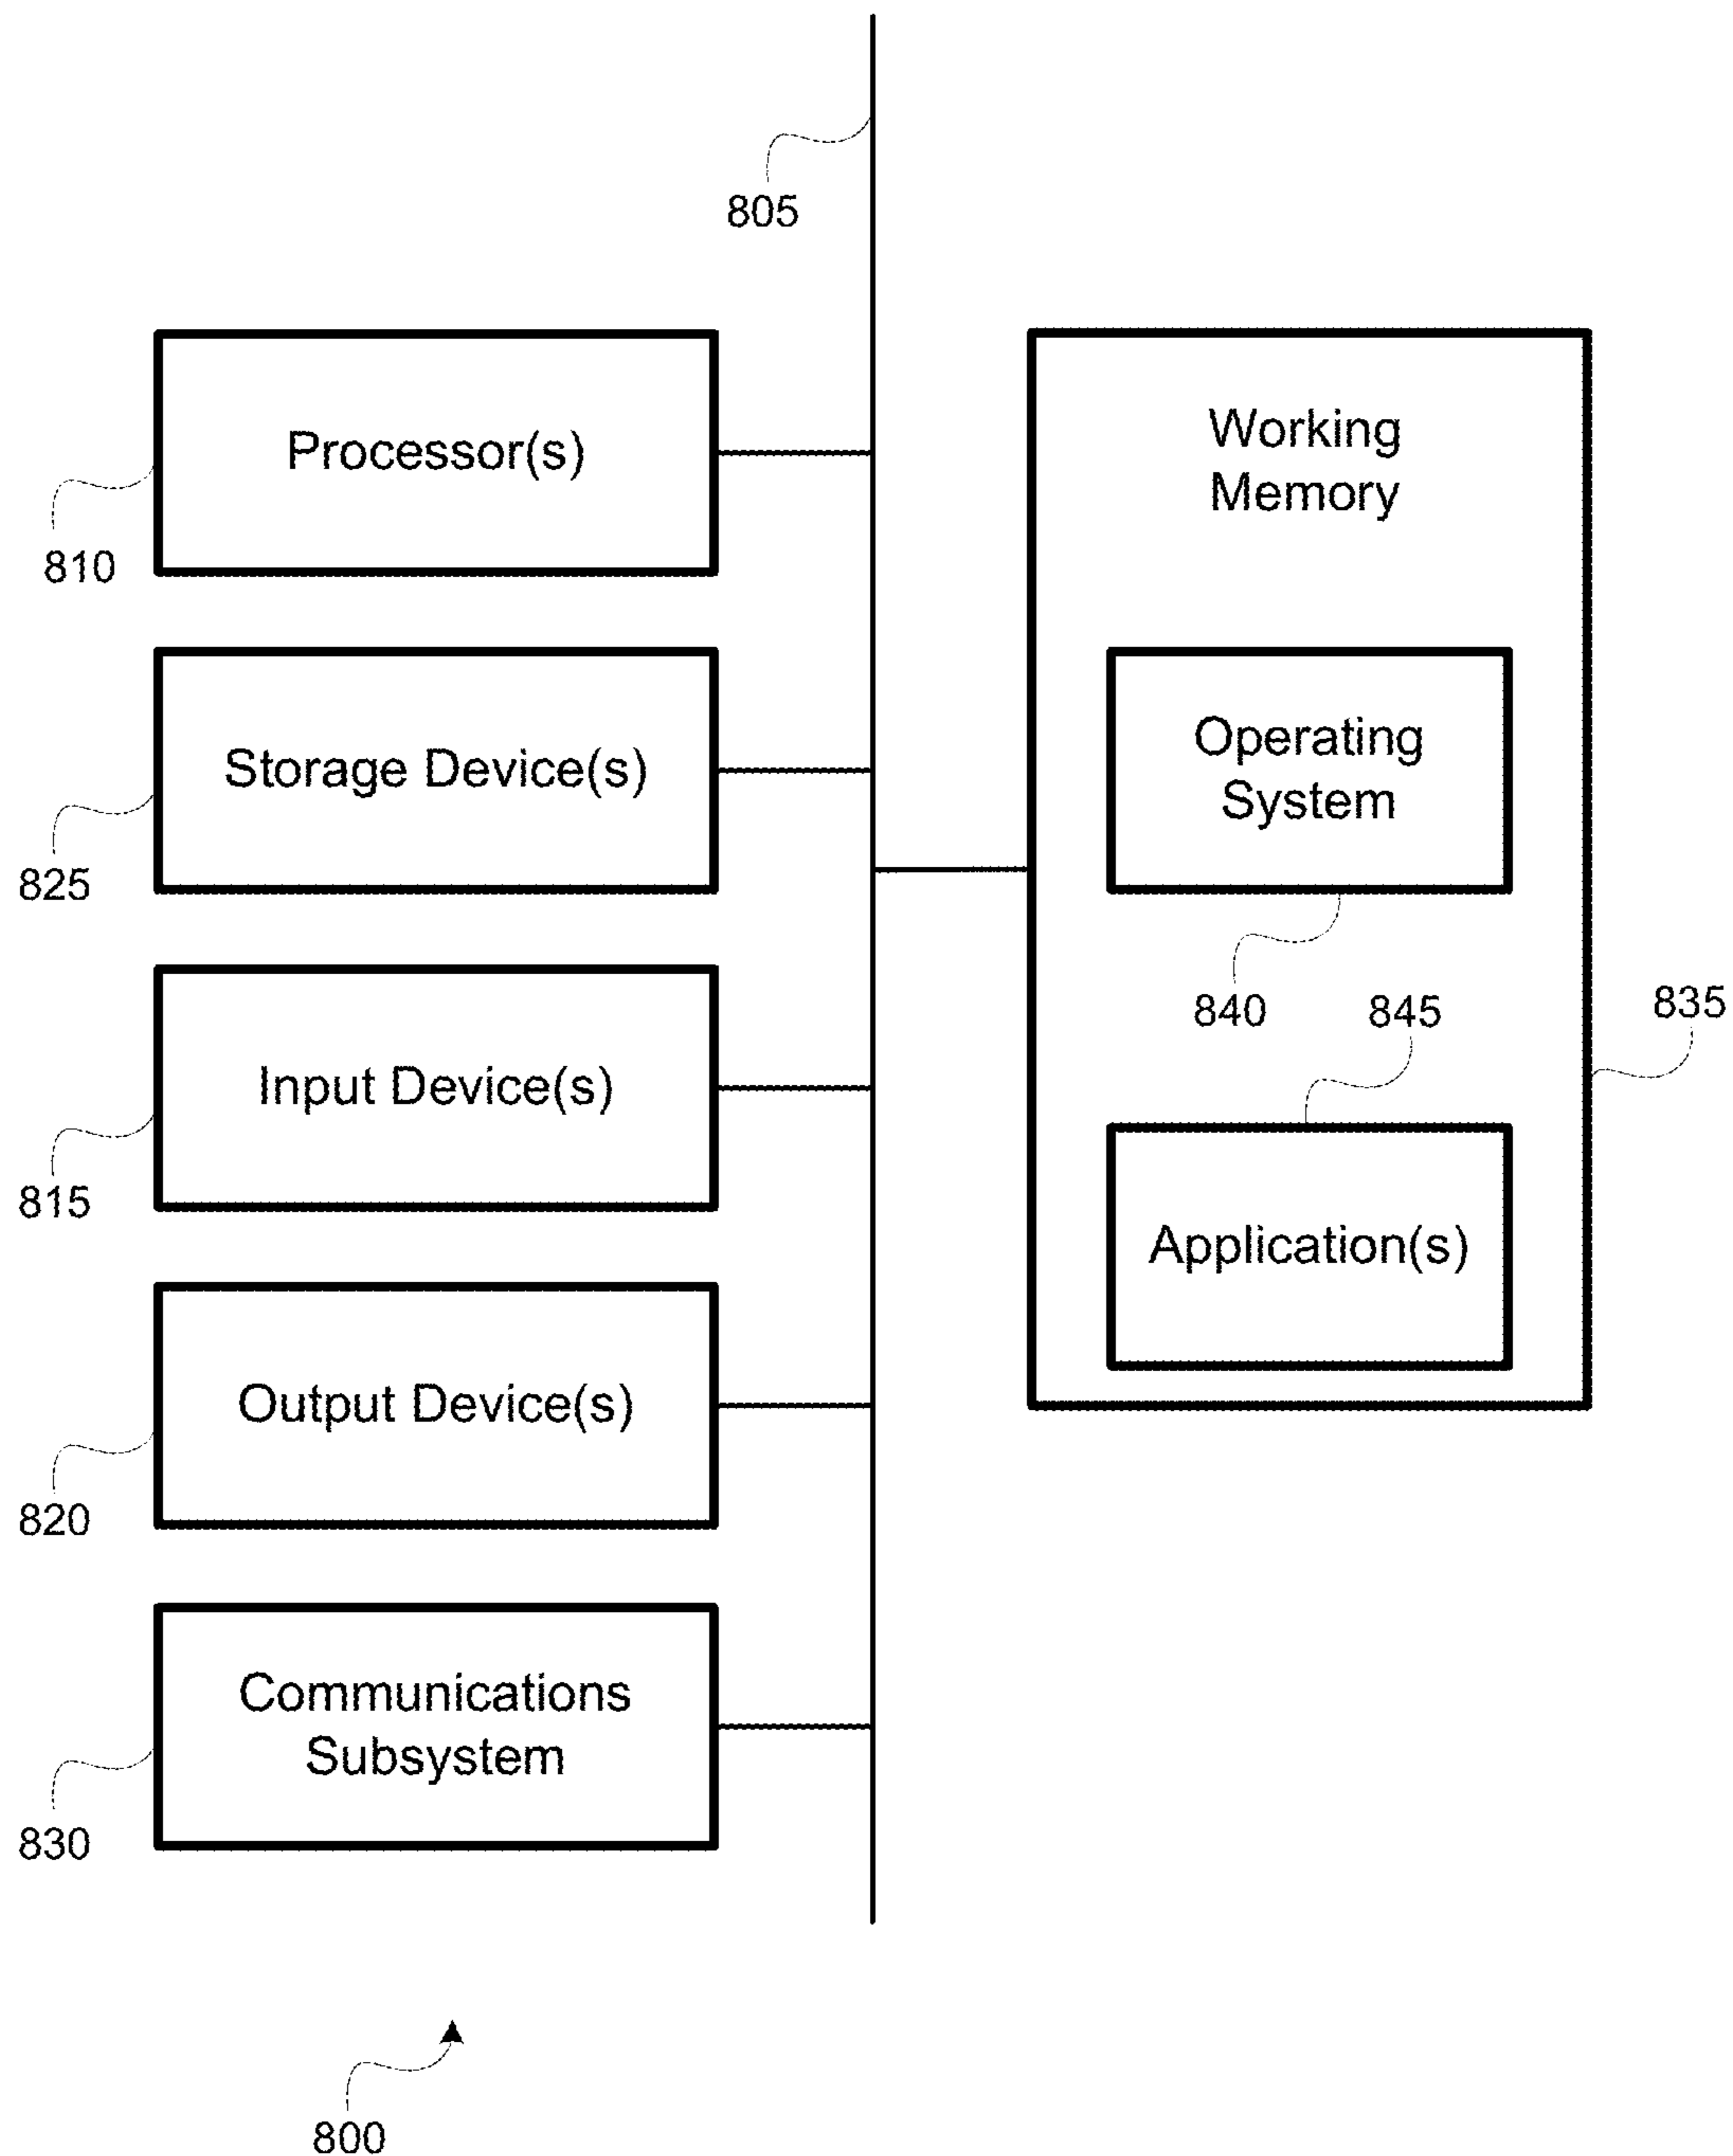 805
Processor(s)
810
Storage Device(s)
825
Input Device(s)
815
Output Device(s)
820
Communications
Subsystem
830
Working
Memory
Operating
System
840
845
835
Application(s)
800